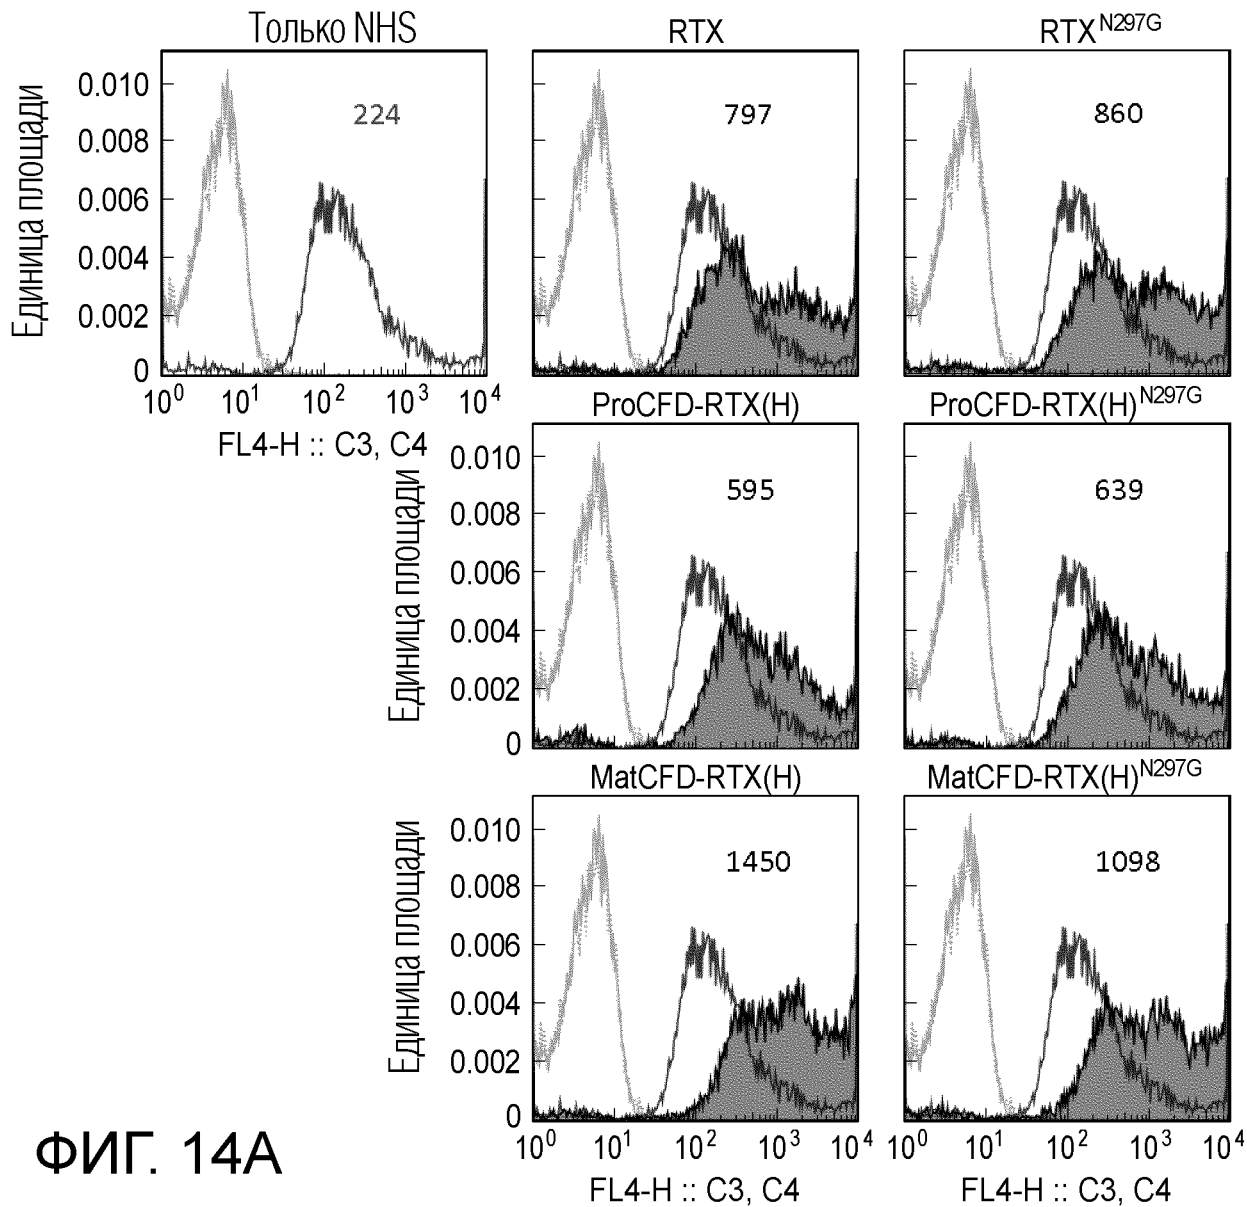 Только NHS
RTX
RTX^N297G
Единица площади
0.010
0.008
0.006
0.004
0.002
0
224
797
860
10^0 10^1 10^2 10^3 10^4
FL4-H :: C3, C4
ProCFD-RTX(H)
ProCFD-RTX(H)^N297G
Единица площади
0.010
0.008
0.006
0.004
0.002
0
595
639
MatCFD-RTX(H)
MatCFD-RTX(H)^N297G
Единица площади
0.010
0.008
0.006
0.004
0.002
0
1450
1098
10^0 10^1 10^2 10^3 10^4
10^0 10^1 10^2 10^3 10^4
FL4-H :: C3, C4
FL4-H :: C3, C4
ФИГ. 14A